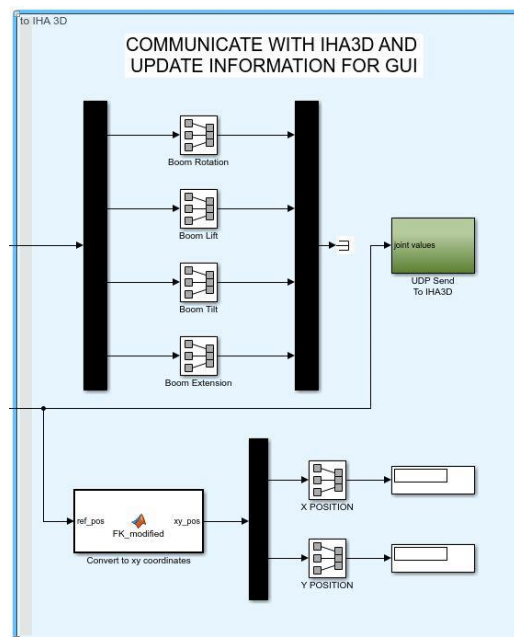 to IHA 3D
COMMUNICATE WITH IHA3D AND
UPDATE INFORMATION FOR GUI
Boom Rotation
Boom Lift
joint values
UDP Send
To IHA3D
Boom Tilt
Boom Extension
X POSITION
ref_pos
xy_pos
FK_modified
Convert to xy coordinates
Y POSITION